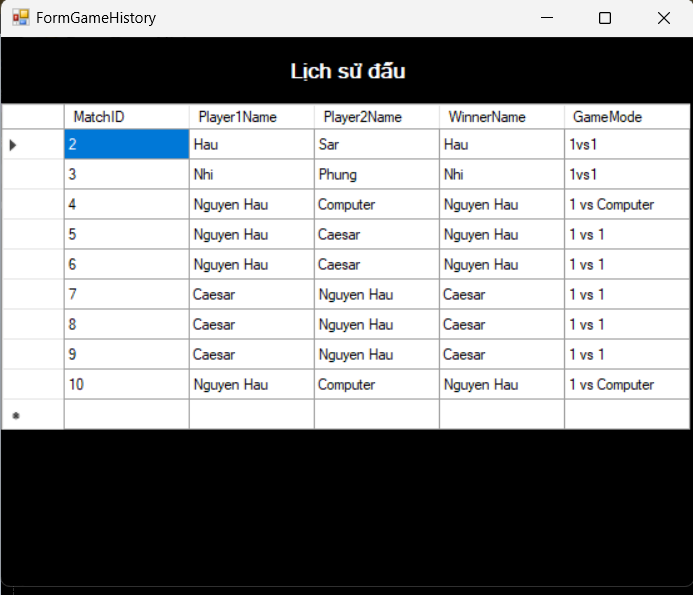 FormGameHistory
Lịch sử đấu
MatchID Player1Name Player2Name WinnerName GameMode
2 Hau Sar Hau 1vs1
3 Nhi Phung Nhi 1vs1
4 Nguyen Hau Computer Nguyen Hau 1 vs Computer
5 Nguyen Hau Caesar Nguyen Hau 1 vs 1
6 Nguyen Hau Caesar Nguyen Hau 1 vs 1
7 Caesar Nguyen Hau Caesar 1 vs 1
8 Caesar Nguyen Hau Caesar 1 vs 1
9 Caesar Nguyen Hau Caesar 1 vs 1
10 Nguyen Hau Computer Nguyen Hau 1 vs Computer